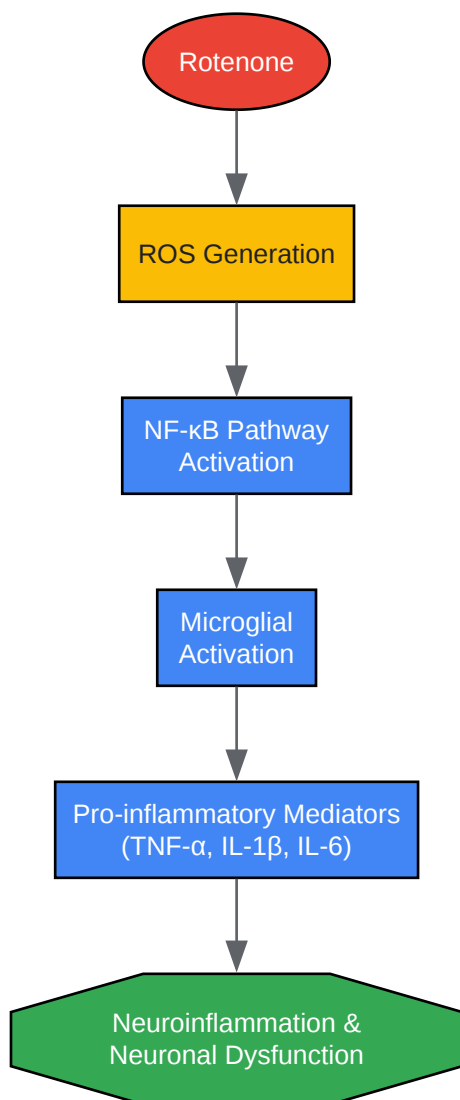 Rotenone
ROS Generation
NF-κB Pathway
Activation
Microglial
Activation
Pro-inflammatory Mediators
(TNF-α, IL-1β, IL-6)
Neuroinflammation &
Neuronal Dysfunction